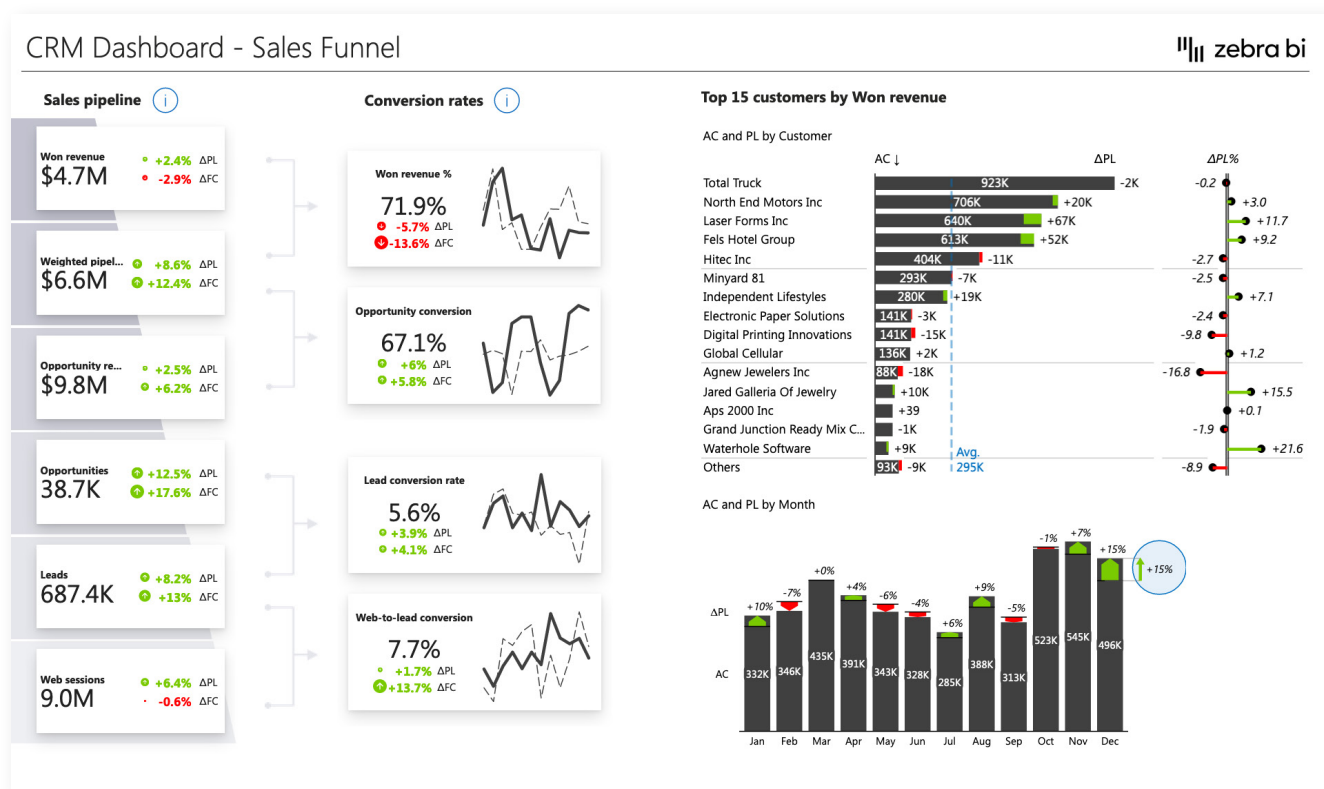 CRM Dashboard - Sales Funnel
zebra bi
Sales pipeline
i
Won revenue
$4.7M
+2.4% ΔPL
-2.9% ΔFC
Weighted pipel...
$6.6M
+8.6% ΔPL
+12.4% ΔFC
Opportunity re...
$9.8M
+2.5% ΔPL
+6.2% ΔFC
Opportunities
38.7K
+12.5% ΔPL
+17.6% ΔFC
Leads
687.4K
+8.2% ΔPL
+13% ΔFC
Web sessions
9.0M
+6.4% ΔPL
-0.6% ΔFC
Conversion rates
i
Won revenue %
71.9%
-5.7% ΔPL
-13.6% ΔFC
Opportunity conversion
67.1%
+6% ΔPL
+5.8% ΔFC
Lead conversion rate
5.6%
+3.9% ΔPL
+4.1% ΔFC
Web-to-lead conversion
7.7%
+1.7% ΔPL
+13.7% ΔFC
Top 15 customers by Won revenue
AC and PL by Customer
AC ↓ ΔPL ΔPL%
Total Truck 923K -2K -0.2
North End Motors Inc 706K +20K +3.0
Laser Forms Inc 640K +67K +11.7
Fels Hotel Group 613K +52K +9.2
Hitec Inc 404K -11K -2.7
Minyard 81 293K -7K -2.5
Independent Lifestyles 280K +19K +7.1
Electronic Paper Solutions 141K -3K -2.4
Digital Printing Innovations 141K -15K -9.8
Global Cellular 136K +2K +1.2
Agnew Jewelers Inc 88K -18K -16.8
Jared Galleria Of Jewelry +10K +15.5
Aps 2000 Inc +39 +0.1
Grand Junction Ready Mix C... -1K -1.9
Waterhole Software +9K +21.6
Avg.
Others 93K -9K 295K -8.9
AC and PL by Month
ΔPL
+10% -7% +0% +4% -6% -4% +6% +9% -5% -1% +7% +15% +15%
AC
332K 346K 435K 391K 343K 328K 285K 388K 313K 523K 545K 496K
Jan Feb Mar Apr May Jun Jul Aug Sep Oct Nov Dec